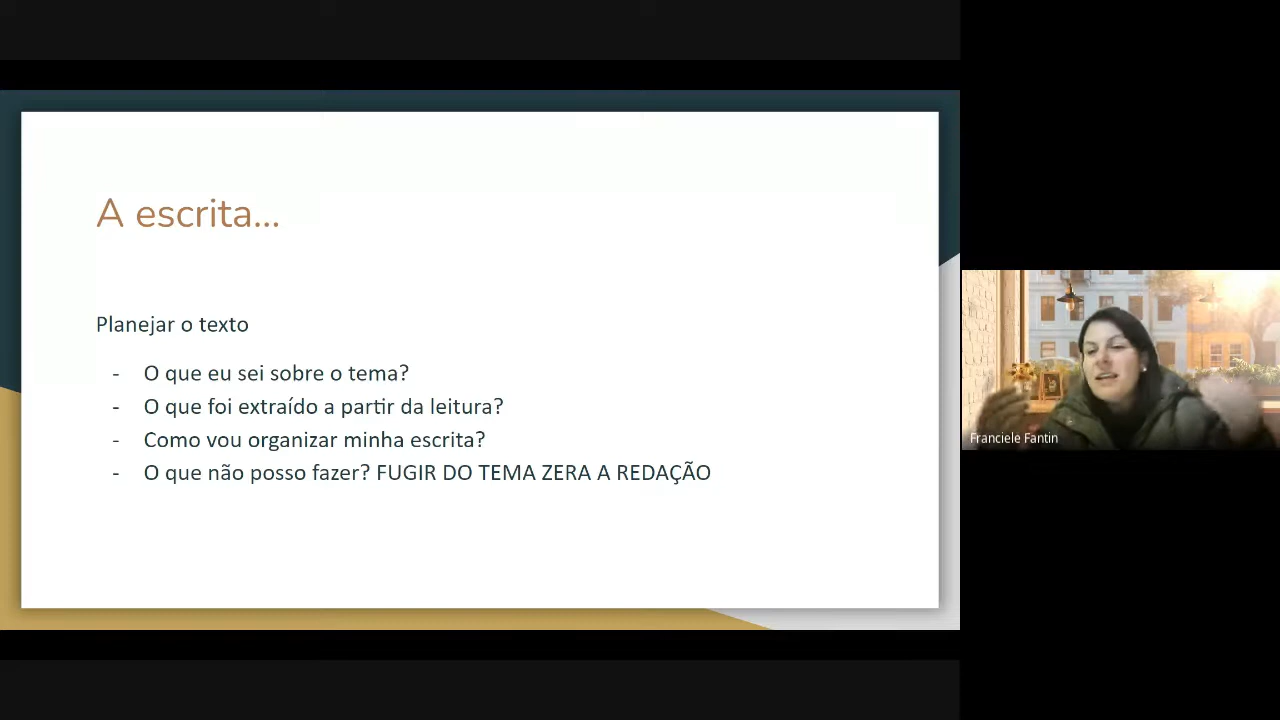 A escrita...
Planejar o texto
- O que eu sei sobre o tema?
- O que foi extraído a partir da leitura?
- Como vou organizar minha escrita?
- O que não posso fazer? FUGIR DO TEMA ZERA A REDAÇÃO
Franciele Fantin